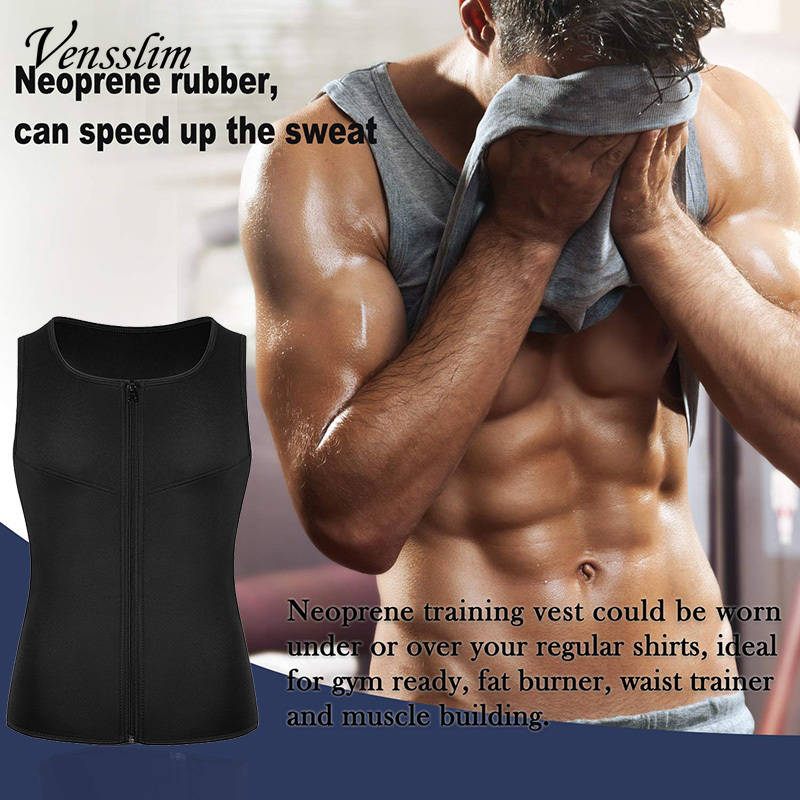 Vensslim
Neoprene rubber,
can speed up the sweat
Neoprene training vest could be worn
under or over your regular shirts, ideal
for gym ready, fat burner, waist trainer
and muscle building.